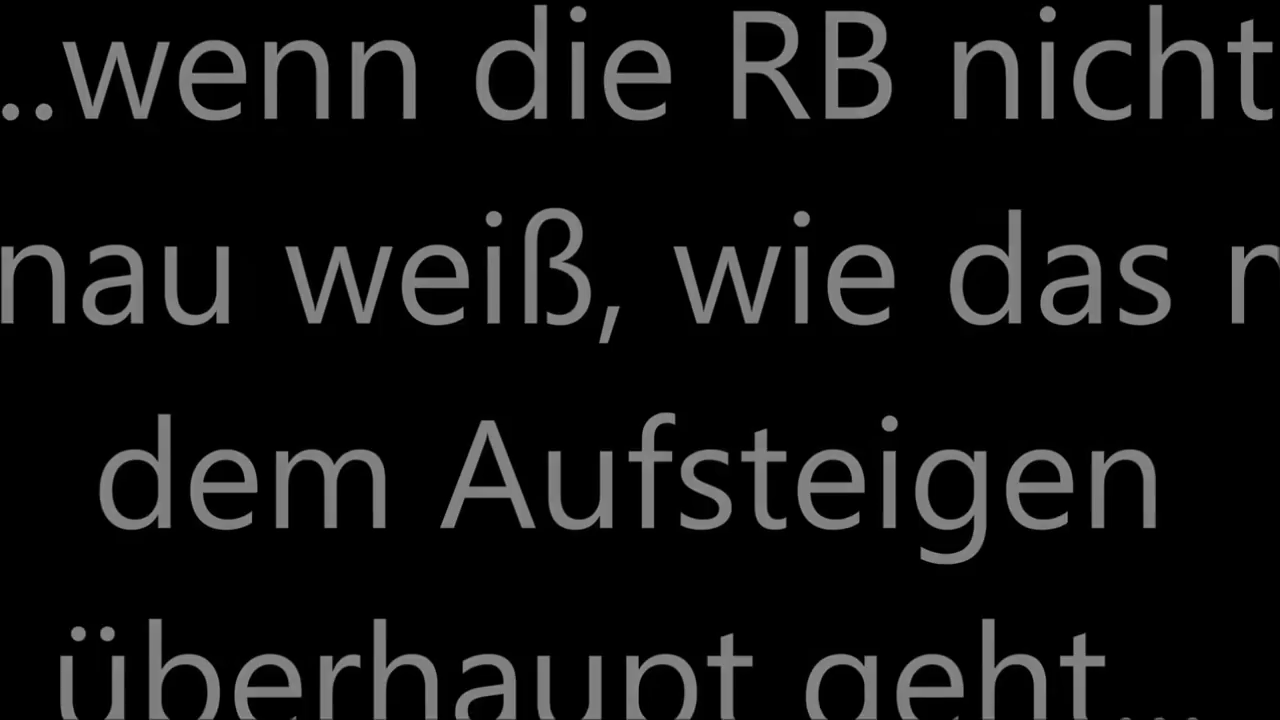 ..wenn die RB nicht
nau weiß, wie das
dem Aufsteigen
überhaupt geht...